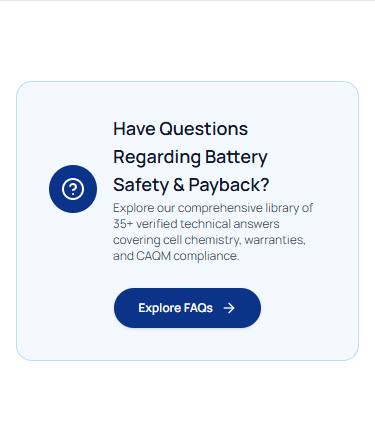 Have Questions
Regarding Battery
Safety & Payback?
Explore our comprehensive library of
35+ verified technical answers
covering cell chemistry, warranties,
and CAQM compliance.
Explore FAQs →